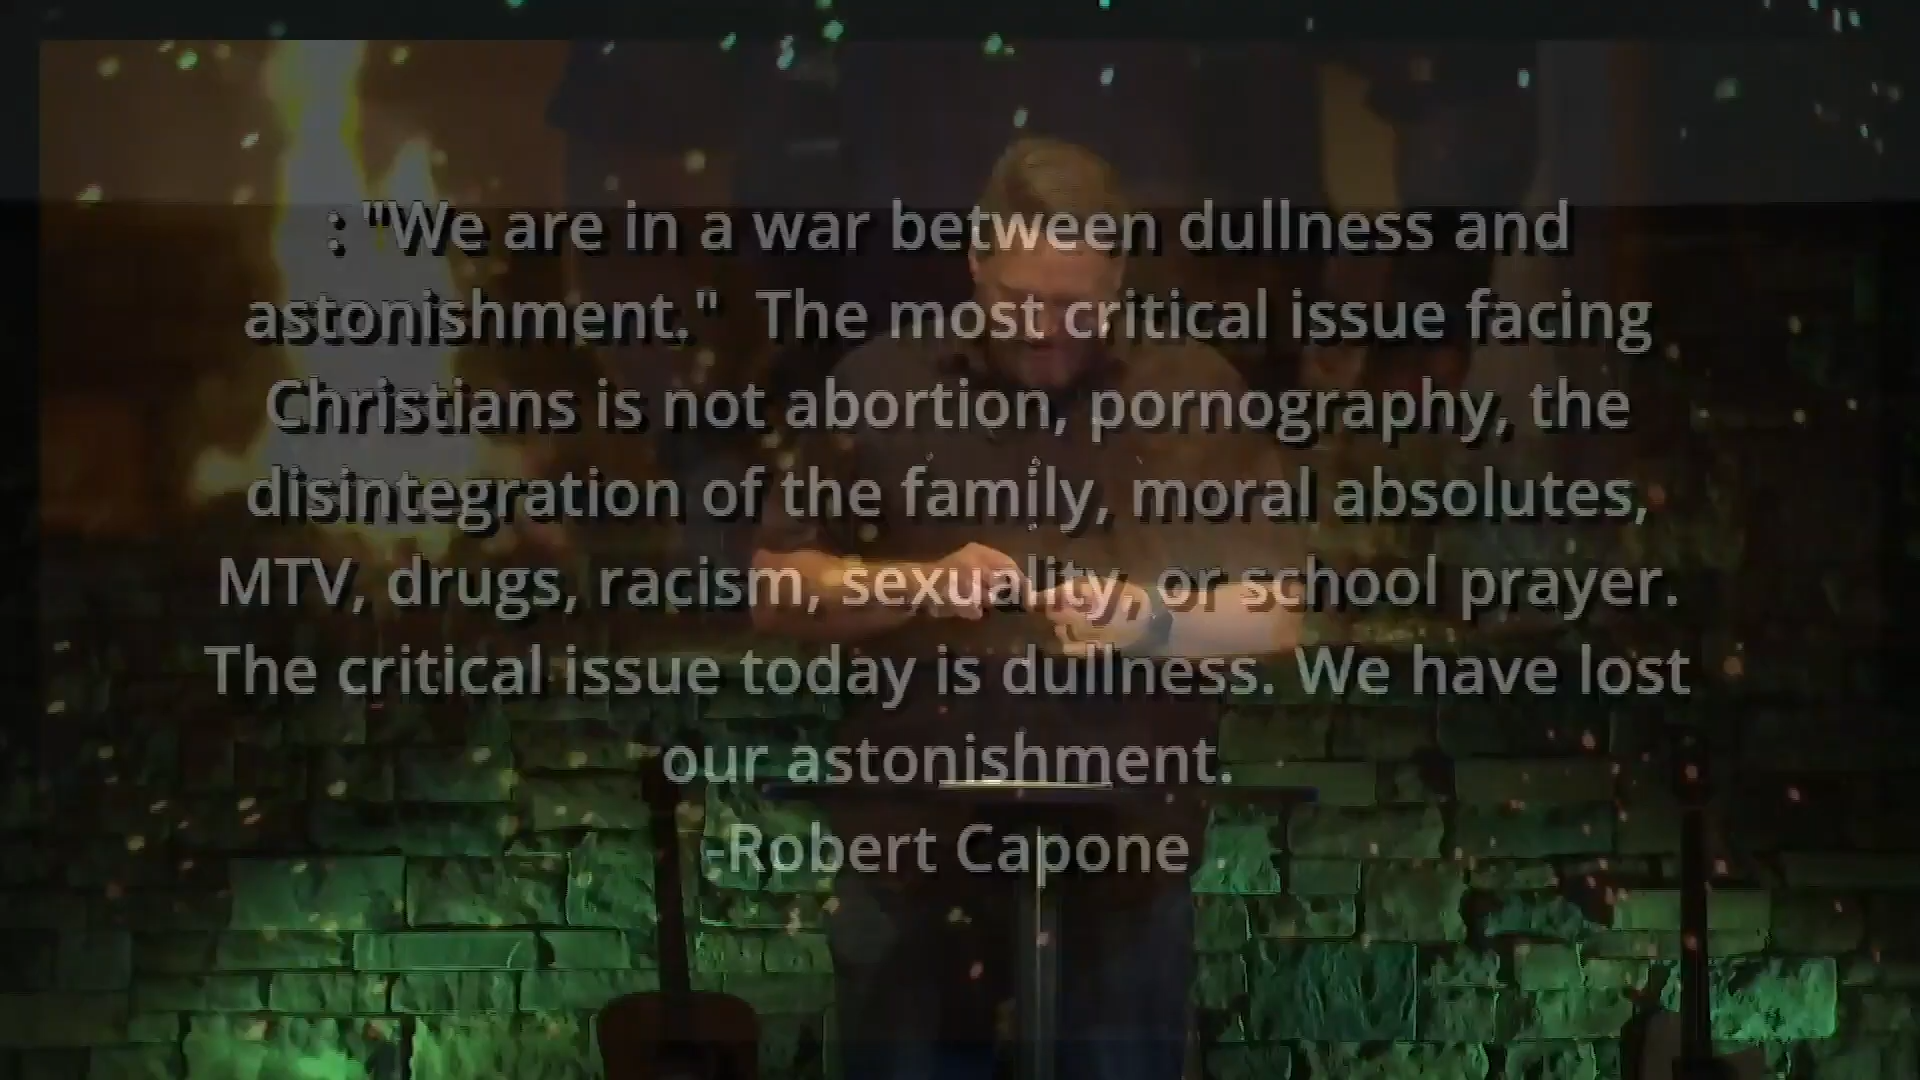 : "We are in a war between dullness and
astonishment."  The most critical issue facing
Christians is not abortion, pornography, the
disintegration of the family, moral absolutes,
MTV, drugs, racism, sexuality, or school prayer.
The critical issue today is dullness. We have lost
our astonishment.
-Robert Capone